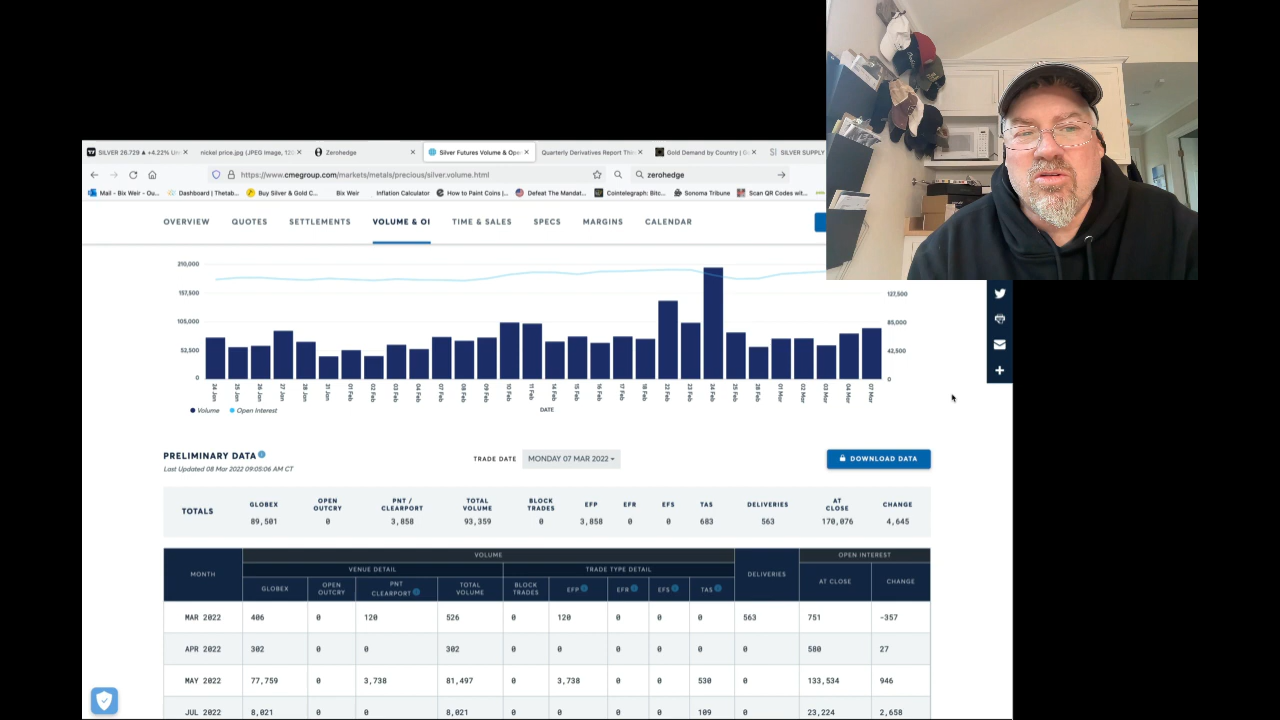 SILVER 26.729 ▲ +4.22% Un
nickel price.jpg (JPEG Image, 12
Zerohedge
Silver Futures Volume & Ope
Quarterly Derivatives Report Thi
Gold Demand by Country | G
SILVER SUPPLY
https://www.cmegroup.com/markets/metals/precious/silver.volume.html
zerohedge
Mail - Bix Weir - Ou...
Dashboard | Thetab...
Buy Silver & Gold C...
Bix Weir
Inflation Calculator
How to Paint Coins |...
Defeat The Mandat...
Cointelegraph: Bitc...
Sonoma Tribune
Scan QR Codes wit...
OVERVIEW QUOTES SETTLEMENTS VOLUME & OI TIME & SALES SPECS MARGINS CALENDAR
210,000
157,500 127,500
105,000 85,000
52,500 42,500
0 0
24 Jan 25 Jan 26 Jan 27 Jan 28 Jan 31 Jan 01 Feb 02 Feb 03 Feb 04 Feb 07 Feb 08 Feb 09 Feb 10 Feb 11 Feb 14 Feb 15 Feb 16 Feb 17 Feb 18 Feb 22 Feb 23 Feb 24 Feb 25 Feb 28 Feb 01 Mar 02 Mar 03 Mar 04 Mar 07 Mar
Volume Open Interest
DATE
PRELIMINARY DATA
Last Updated 08 Mar 2022 09:05:06 AM CT
TRADE DATE MONDAY 07 MAR 2022
DOWNLOAD DATA
TOTALS
GLOBEX OPEN OUTCRY PNT / CLEARPORT TOTAL VOLUME BLOCK TRADES EFP EFR EFS TAS DELIVERIES AT CLOSE CHANGE
89,501 0 3,858 93,359 0 3,858 0 0 683 563 170,076 4,645
VOLUME OPEN INTEREST
MONTH VENUE DETAIL TRADE TYPE DETAIL DELIVERIES AT CLOSE CHANGE
GLOBEX OPEN OUTCRY PNT CLEARPORT TOTAL VOLUME BLOCK TRADES EFP EFR EFS TAS
MAR 2022 406 0 120 526 0 120 0 0 0 563 751 -357
APR 2022 302 0 0 302 0 0 0 0 0 0 580 27
MAY 2022 77,759 0 3,738 81,497 0 3,738 0 0 530 0 133,534 946
JUL 2022 8,021 0 0 8,021 0 0 0 0 109 0 23,224 2,658